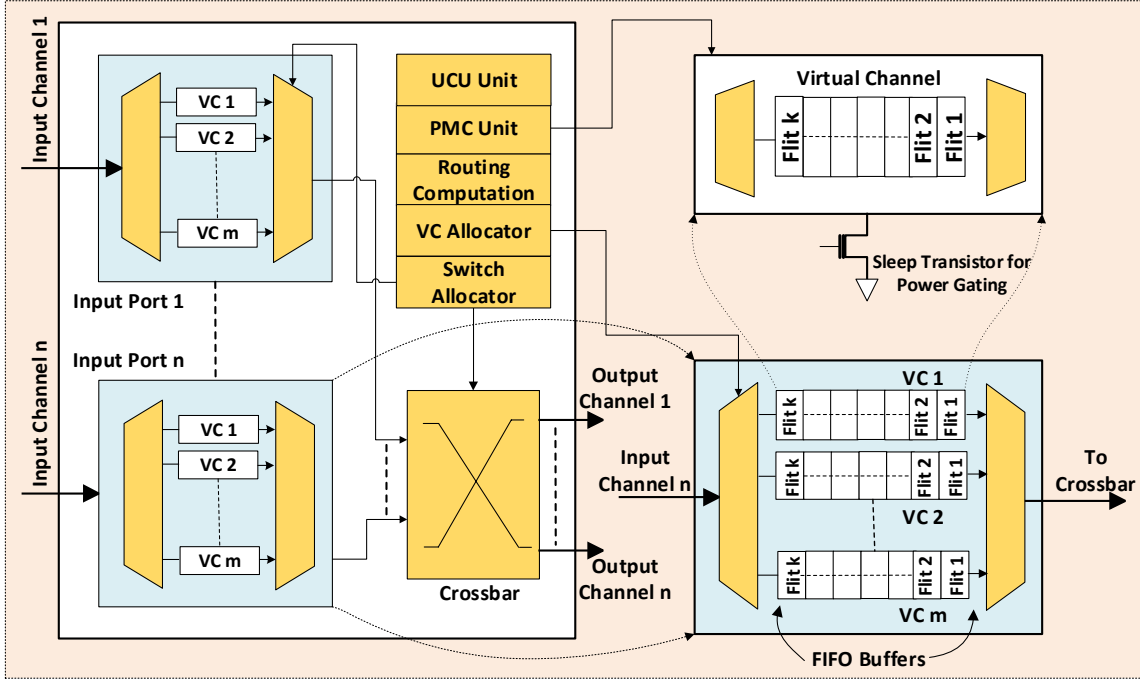 Input Channel 1
VC 1
VC 2
VC m
Input Port 1
Input Port n
Input Channel n
VC 1
VC 2
VC m
UCU Unit
PMC Unit
Routing
Computation
VC Allocator
Switch
Allocator
Crossbar
Output
Channel 1
Output
Channel n
Virtual Channel
Flit k
Flit 2
Flit 1
Sleep Transistor for
Power Gating
Input
Channel n
VC 1
Flit k
Flit 2
Flit 1
Flit k
Flit 2
Flit 1
VC 2
Flit k
Flit 2
Flit 1
VC m
FIFO Buffers
To
Crossbar